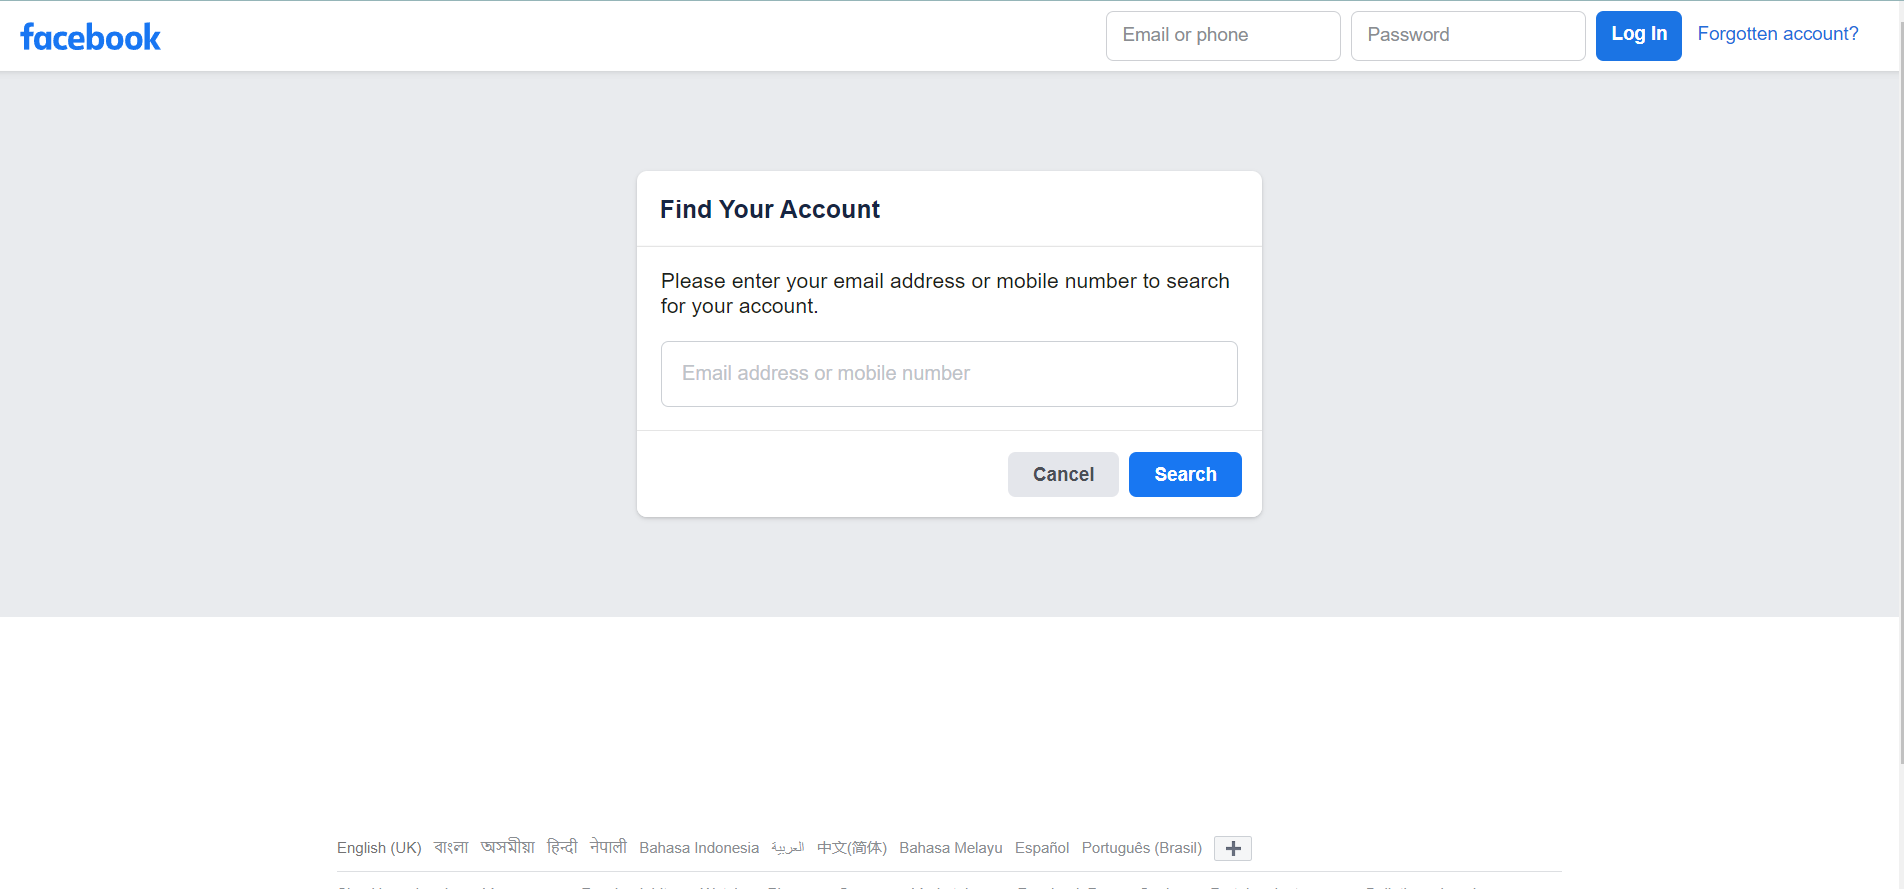 facebook
Email or phone Password Log In Forgotten account?
Find Your Account
Please enter your email address or mobile number to search
for your account.
Email address or mobile number
Cancel Search
English (UK) বাংলা অসমীয়া हिन्दी नेपाली Bahasa Indonesia العربية 中文(简体) Bahasa Melayu Español Português (Brasil)